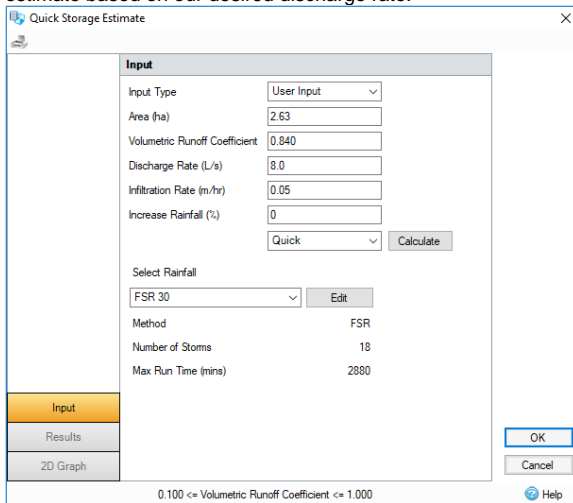 estimate based on our desired discharge rate.
Quick Storage Estimate
Input
Input Type User Input
Area (ha) 2.63
Volumetric Runoff Coefficient 0.840
Discharge Rate (L/s) 8.0
Infiltration Rate (m/hr) 0.05
Increase Rainfall (%) 0
Quick Calculate
Select Rainfall
FSR 30 Edit
Method FSR
Number of Storms 18
Max Run Time (mins) 2880
Input
Results
2D Graph
OK
Cancel
0.100 <= Volumetric Runoff Coefficient <= 1.000
Help